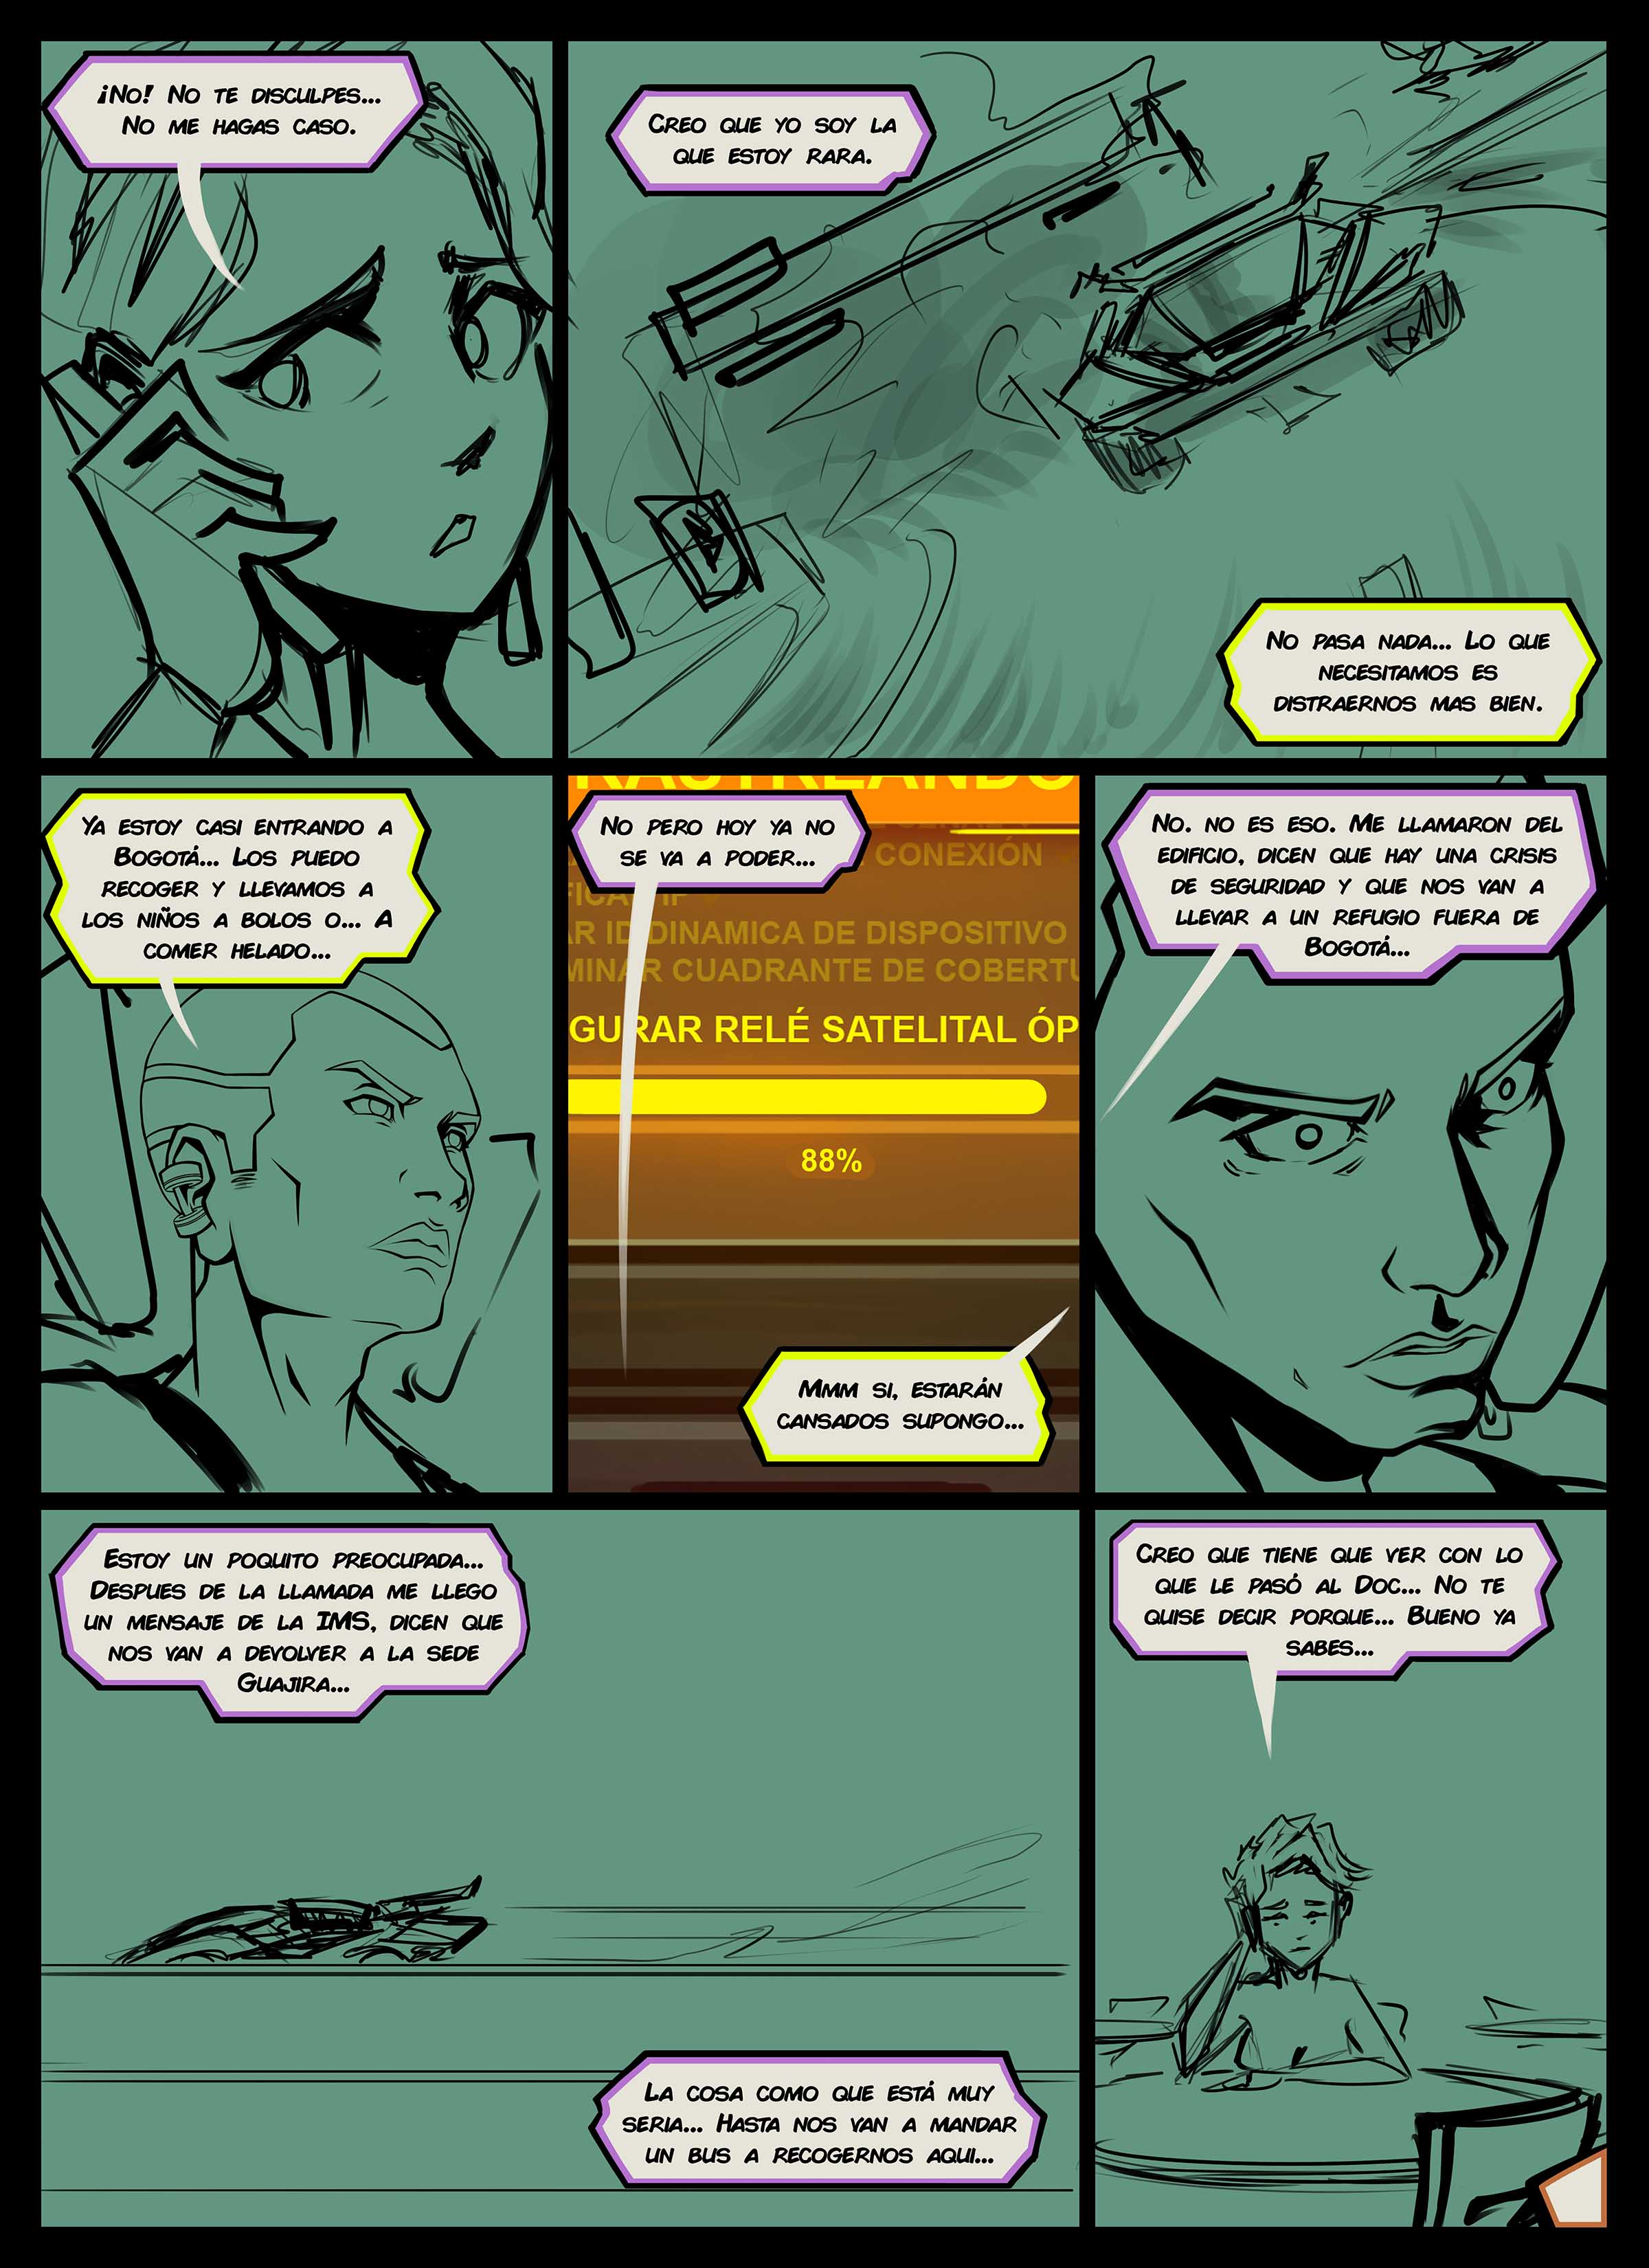 ¡No! No te disculpes...
No me hagas caso.
Creo que yo soy la
que estoy rara.
No pasa nada... Lo que
necesitamos es
distraernos mas bien.
Ya estoy casi entrando a
Bogotá... Los puedo
recoger y llevamos a
los niños a bolos o... A
comer helado...
No pero hoy ya no
se va a poder...
CONEXIÓN
DINAMICA DE DISPOSITIVO
CUADRANTE DE COBERTU
GURAR RELÉ SATELITAL ÓP
88%
Mmm si, estarán
cansados supongo...
No. no es eso. Me llamaron del
edificio, dicen que hay una crisis
de seguridad y que nos van a
llevar a un refugio fuera de
Bogotá...
Estoy un poquito preocupada...
Despues de la llamada me llego
un mensaje de la IMS, dicen que
nos van a devolver a la sede
Guajira...
La cosa como que está muy
seria... Hasta nos van a mandar
un bus a recogernos aqui...
Creo que tiene que ver con lo
que le pasó al Doc... No te
quise decir porque... Bueno ya
sabes...